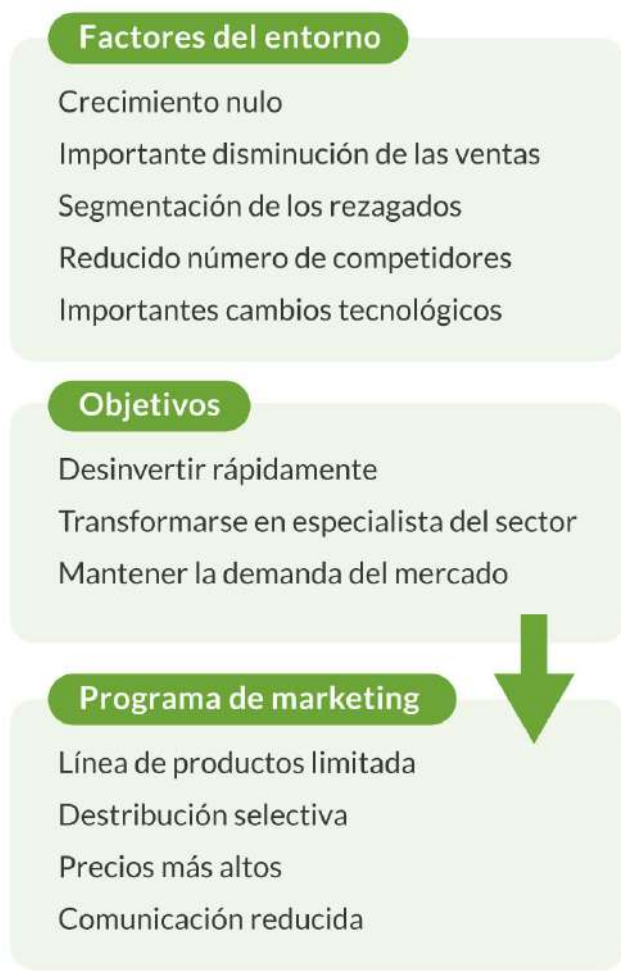 Factores del entorno
Crecimiento nulo
Importante disminución de las ventas
Segmentación de los rezagados
Reducido número de competidores
Importantes cambios tecnológicos
Objetivos
Desinvertir rápidamente
Transformarse en especialista del sector
Mantener la demanda del mercado
Programa de marketing
Línea de productos limitada
Destribución selectiva
Precios más altos
Comunicación reducida